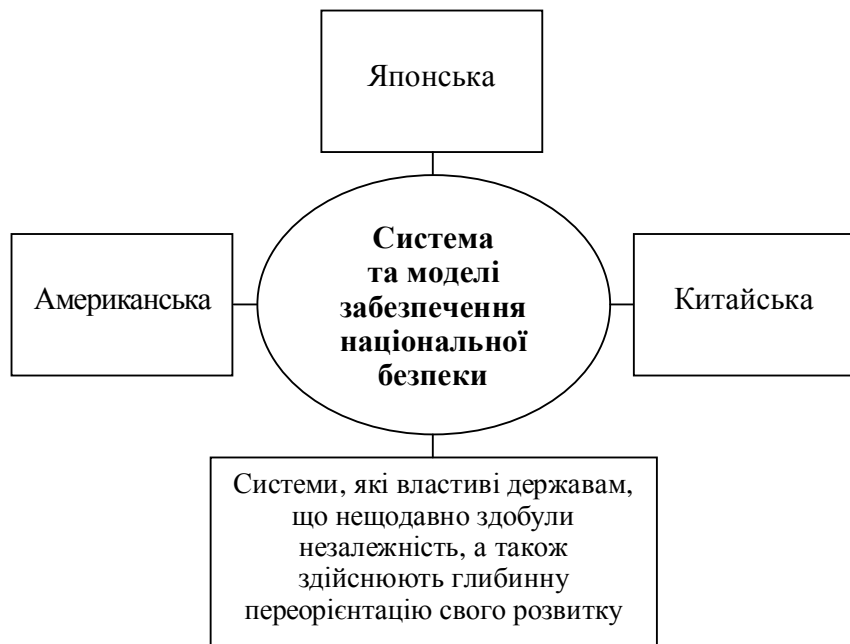 Японська
Система
та моделі
забезпечення
національної
безпеки
Американська
Китайська
Системи, які властиві державам,
що нещодавно здобули
незалежність, а також
здійснюють глибинну
переорієнтацію свого розвитку